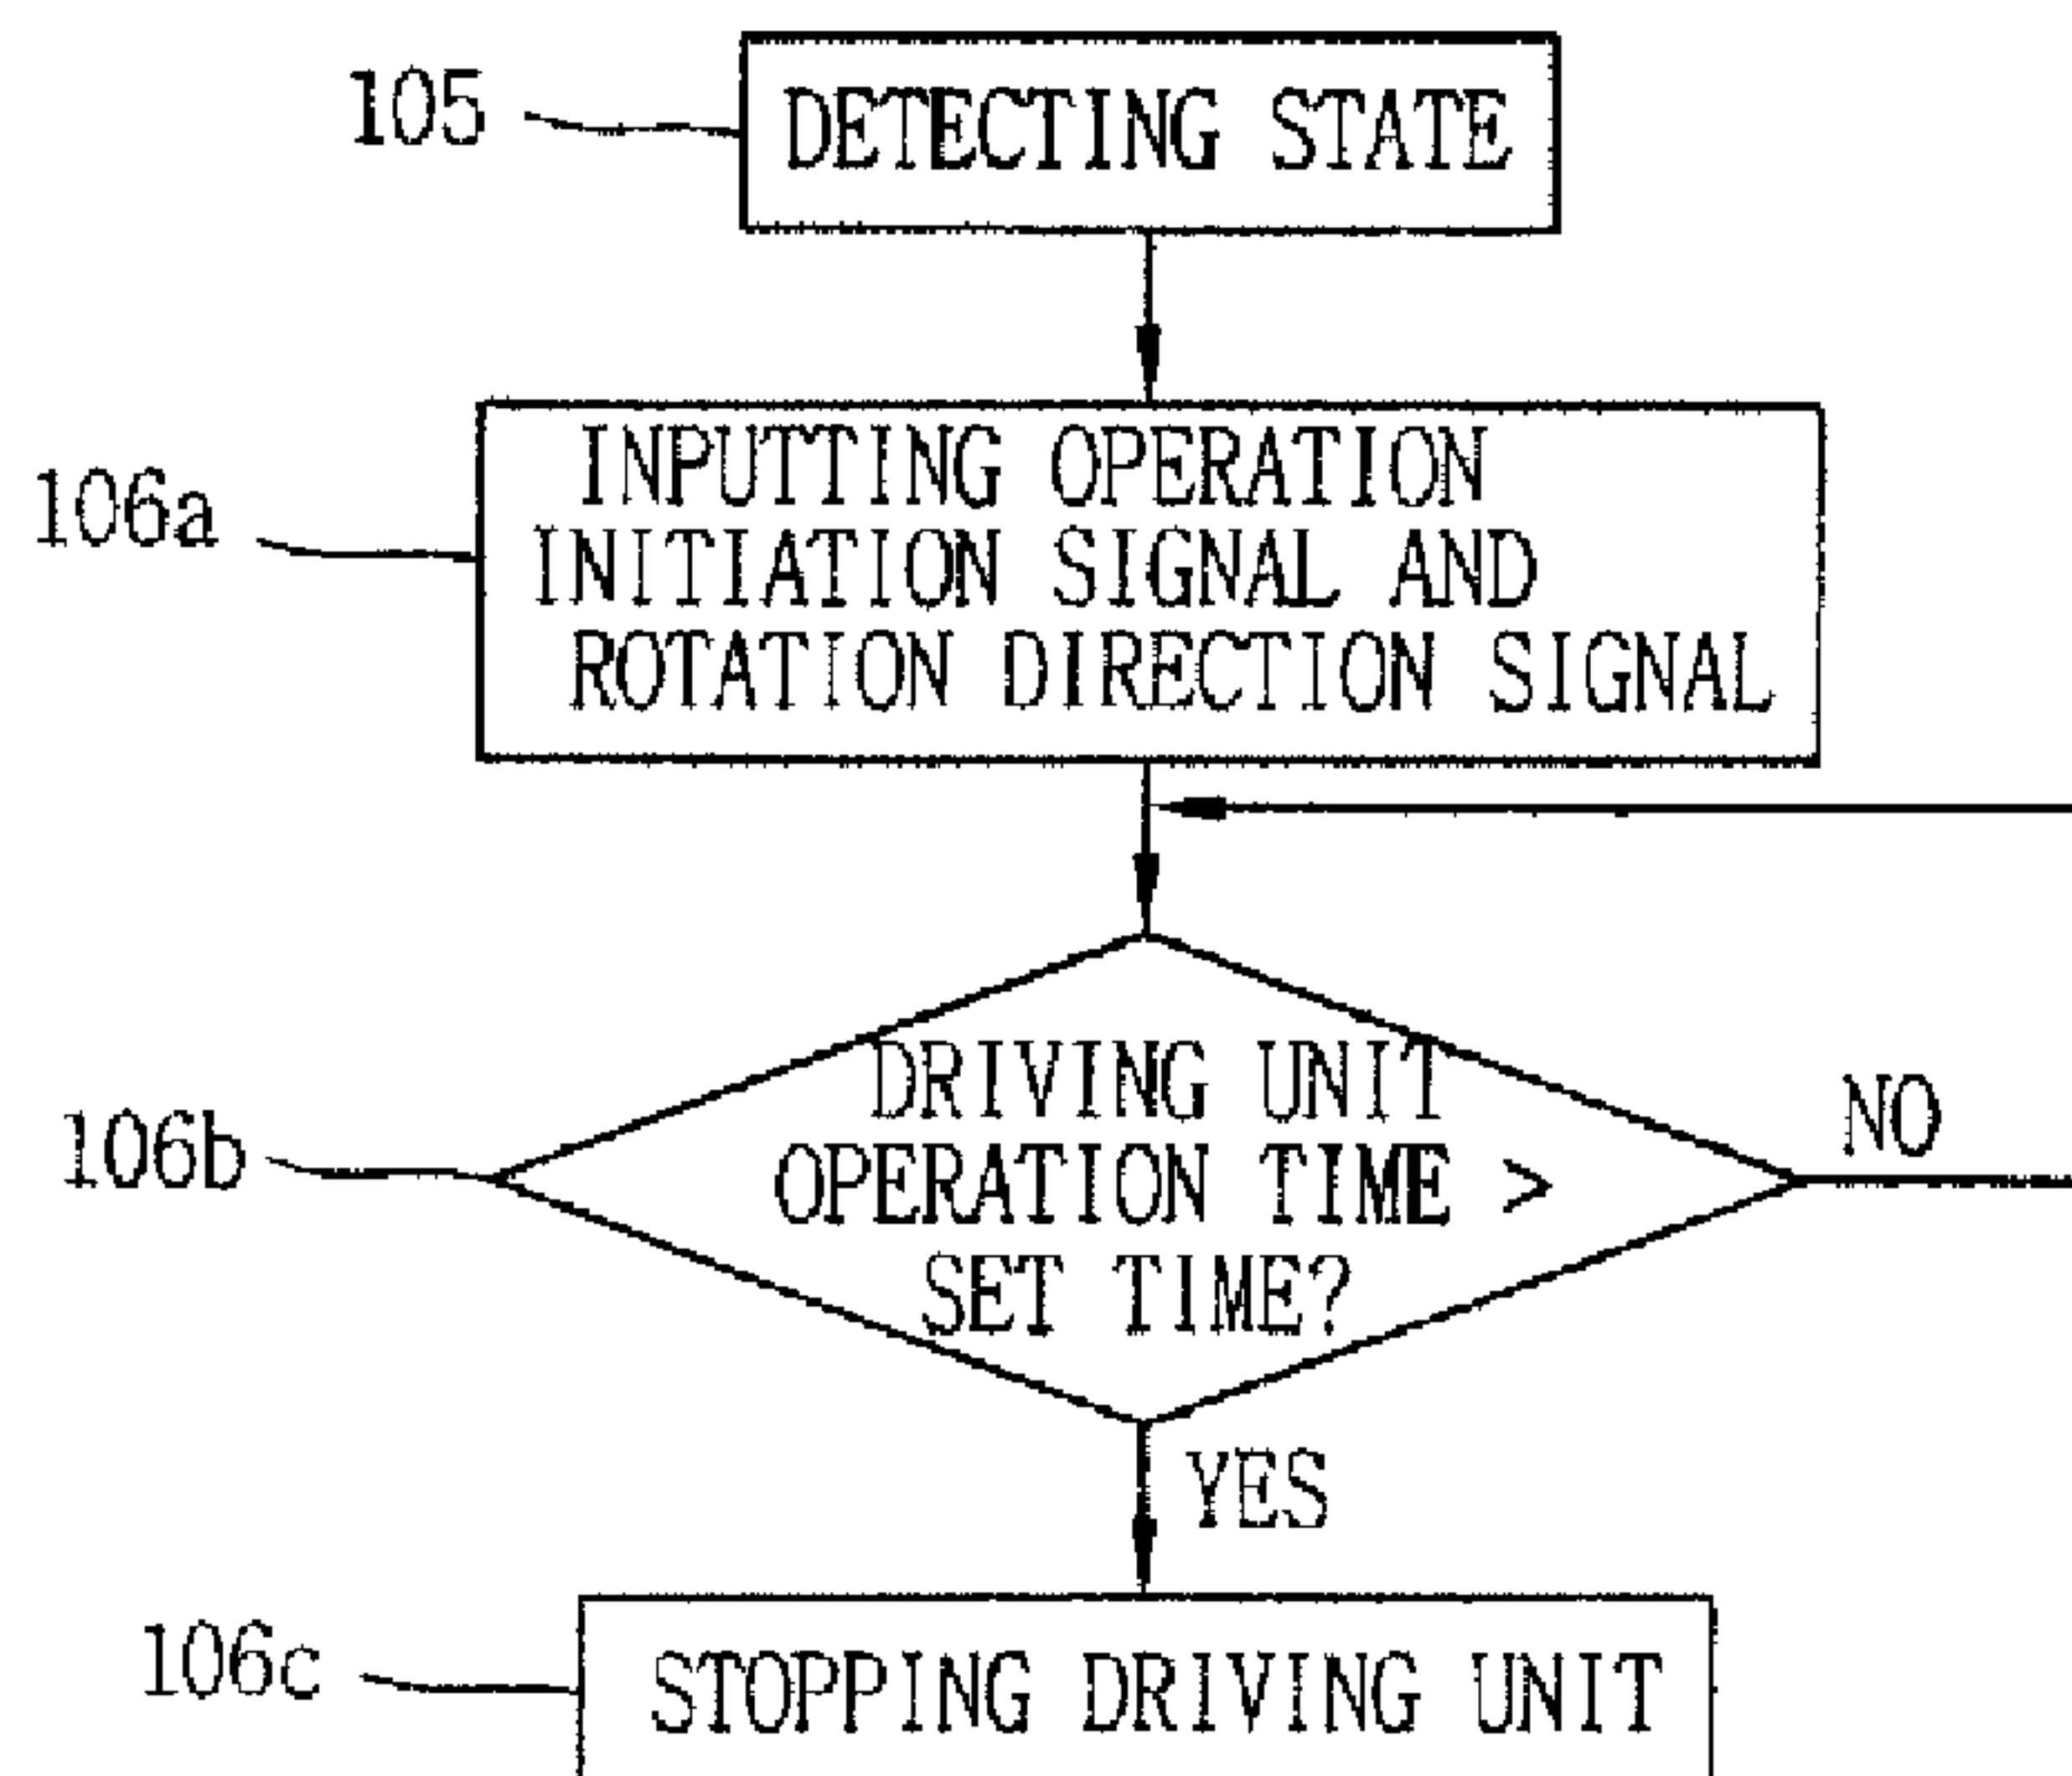 105
DETECTING STATE
106a
INPUTTING OPERATION
INITIATION SIGNAL AND
ROTATION DIRECTION SIGNAL
106b
DRIVING UNIT
OPERATION TIME >
SET TIME?
NO
YES
106c
STOPPING DRIVING UNIT